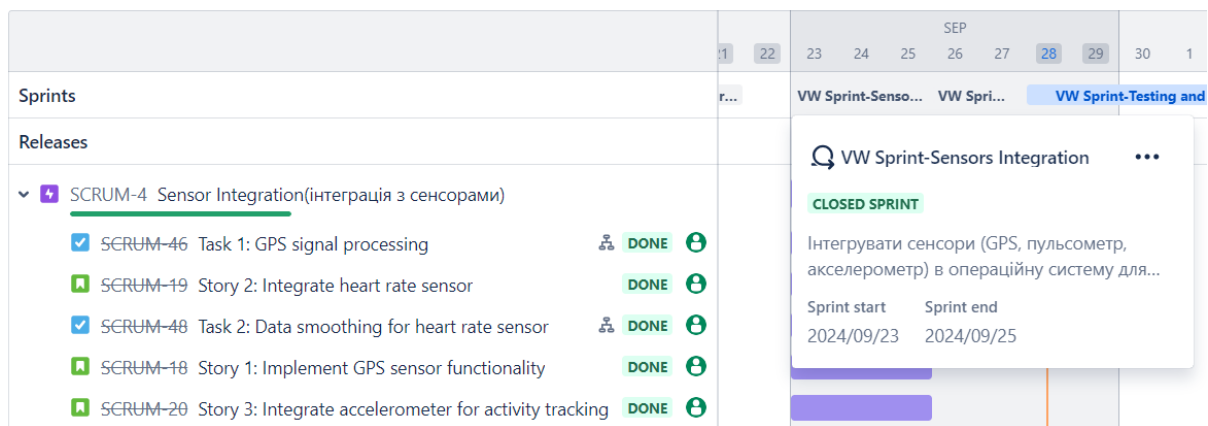 SEP
21 22 23 24 25 26 27 28 29 30 1
Sprints r... VW Sprint-Senso... VW Spri... VW Sprint-Testing and
Releases
VW Sprint-Sensors Integration •••
CLOSED SPRINT
Інтегрувати сенсори (GPS, пульсометр,
акселерометр) в операційну систему для...
Sprint start Sprint end
2024/09/23 2024/09/25
SCRUM-4 Sensor Integration(інтеграція з сенсорами)
SCRUM-46 Task 1: GPS signal processing DONE
SCRUM-19 Story 2: Integrate heart rate sensor DONE
SCRUM-48 Task 2: Data smoothing for heart rate sensor DONE
SCRUM-18 Story 1: Implement GPS sensor functionality DONE
SCRUM-20 Story 3: Integrate accelerometer for activity tracking DONE